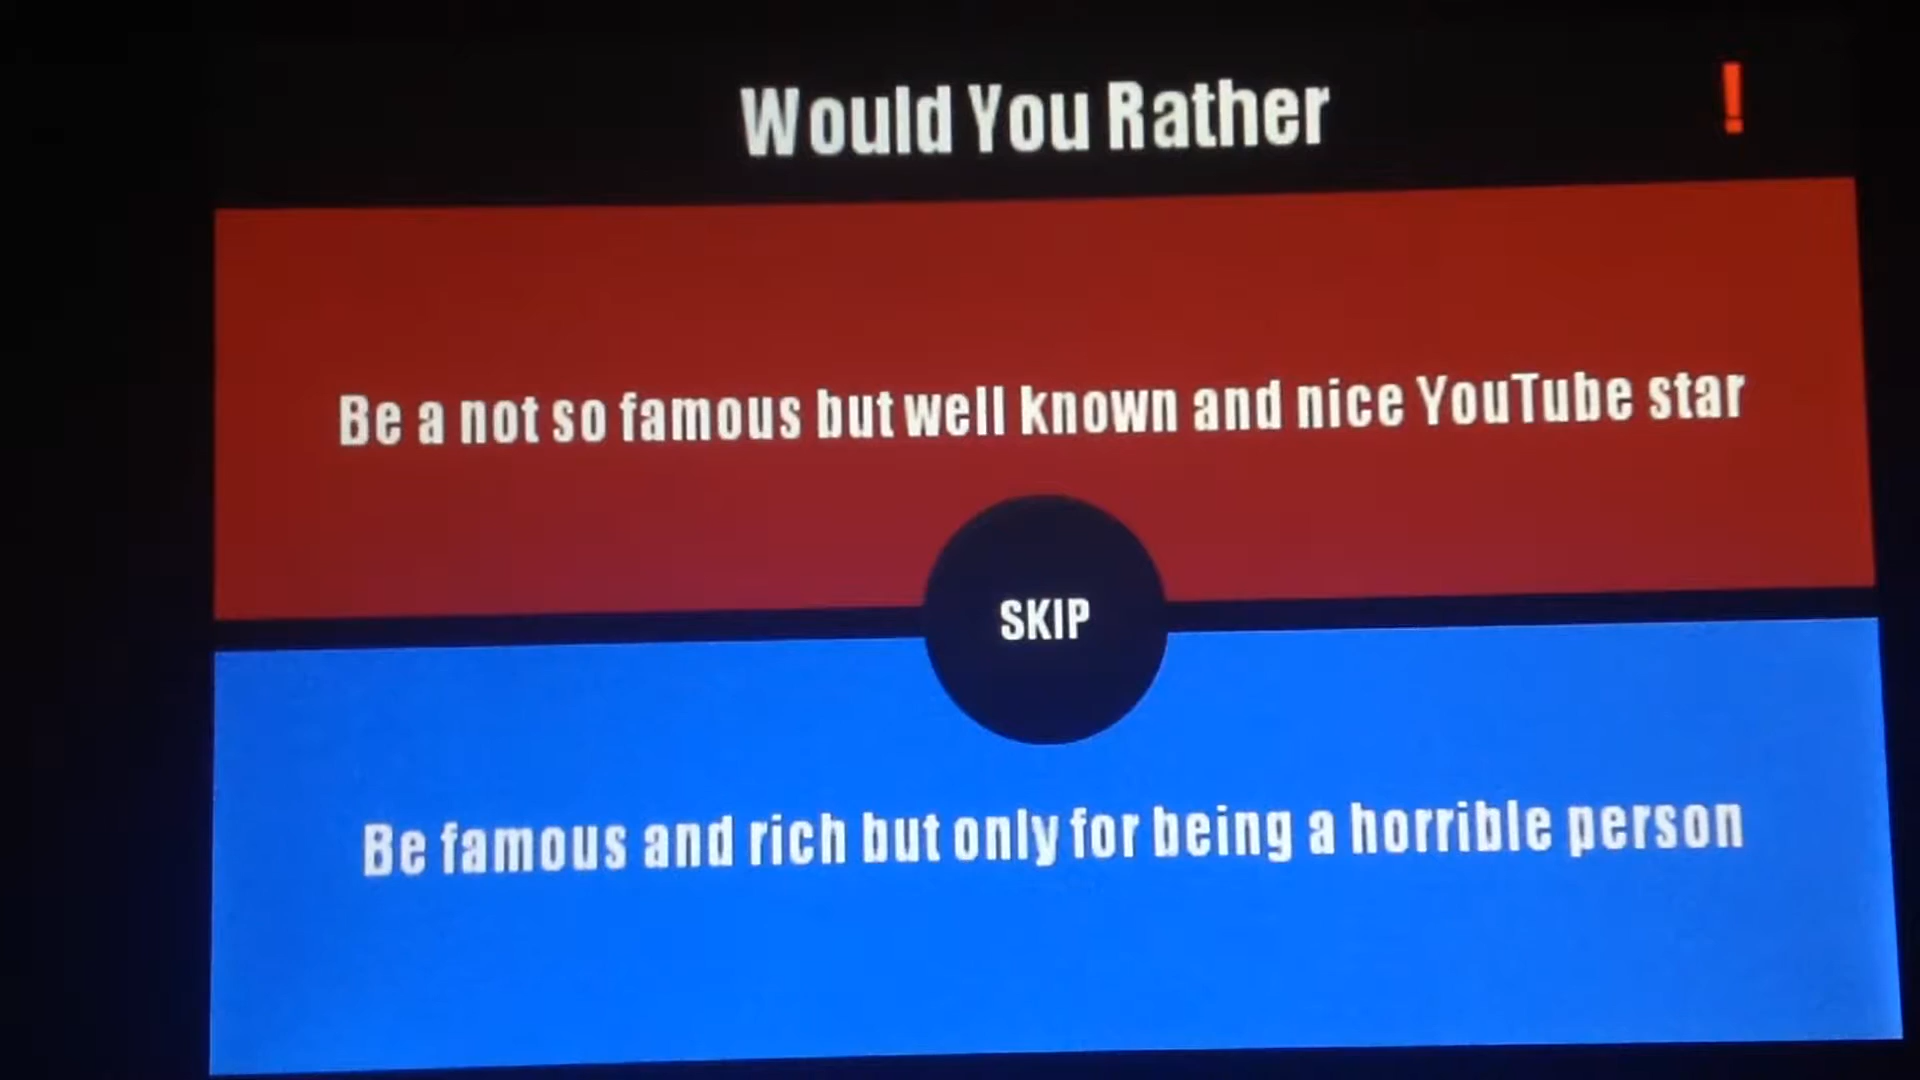 Would You Rather
!
Be a not so famous but well known and nice YouTube star
SKIP
Be famous and rich but only for being a horrible person